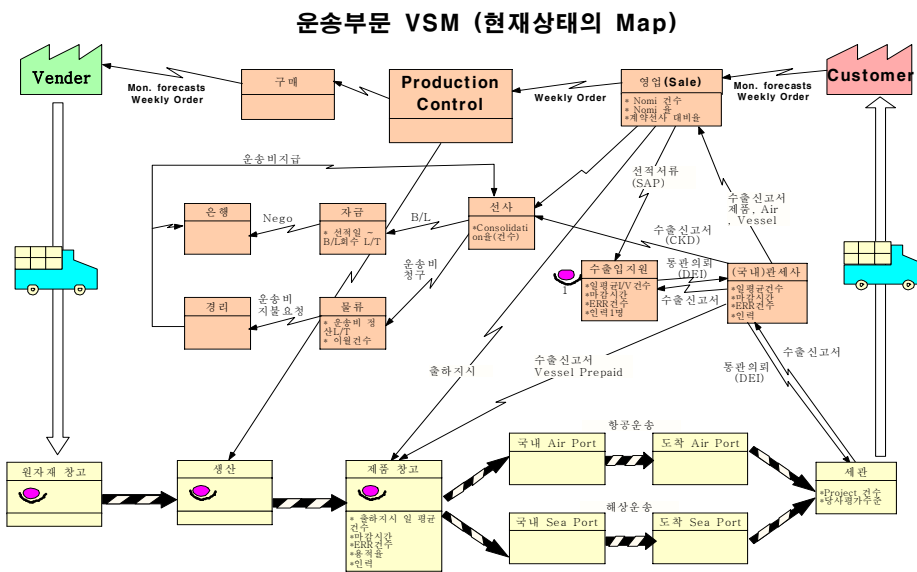 운송부문 VSM (현재상태의 Map)
Vender
Mon. forecasts
Weekly Order
구매
Production
Control
Weekly Order
영업(Sale)
* Nomi 건수
* Nomi 율
*계약선사 대비율
Mon. forecasts
Weekly Order
Customer
운송비지급
은행
Nego
자금
* 선적일 ~
B/L회수 L/T
B/L
선사
*Consolidati
on율(건수)
선적서류
(SAP)
수출신고서
제품, Air
, Vessel
수출신고서
(CKD)
경리
운송비
지불요청
물류
* 운송비 정
산L/T
* 이월건수
운송비
청구
1
수출입지원
*일평균I/V건수
*마감시간
*ERR건수
*인력1명
통관의뢰
(DEI)
수출신고서
(국내)관세사
*일평균건수
*마감시간
*ERR건수
*인력
출하지시
수출신고서
Vessel Prepaid
통관의뢰
(DEI)
수출신고서
원자재 창고
생산
제품 창고
* 출하지시 일 평균
건수
*마감시간
*ERR건수
*용적율
*인력
항공운송
국내 Air Port
도착 Air Port
해상운송
국내 Sea Port
도착 Sea Port
세관
*Project 건수
*당사평가수준